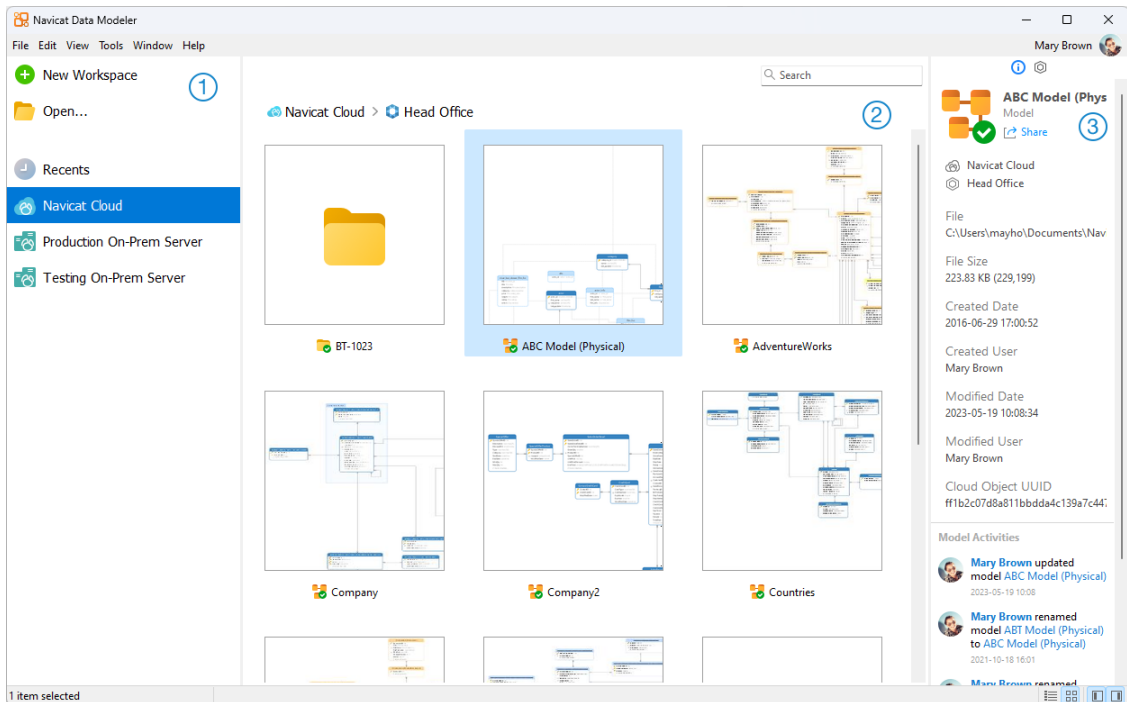 Navicat Data Modeler
File Edit View Tools Window Help
Mary Brown
New Workspace
Open...
Recents
Navicat Cloud
Production On-Prem Server
Testing On-Prem Server
1
Search
Navicat Cloud > Head Office
2
BT-1023
ABC Model (Physical)
AdventureWorks
Company
Company2
Countries
ABC Model (Phys
Model
Share
3
Navicat Cloud
Head Office
File
C:\Users\mayho\Documents\Nav
File Size
223.83 KB (229,199)
Created Date
2016-06-29 17:00:52
Created User
Mary Brown
Modified Date
2023-05-19 10:08:34
Modified User
Mary Brown
Cloud Object UUID
ff1b2c07d8a811bbdda4c139a7c447
Model Activities
Mary Brown updated
model ABC Model (Physical)
2023-05-19 10:08
Mary Brown renamed
model ABT Model (Physical)
to ABC Model (Physical)
2021-10-18 16:01
Mary Brown renamed
1 item selected